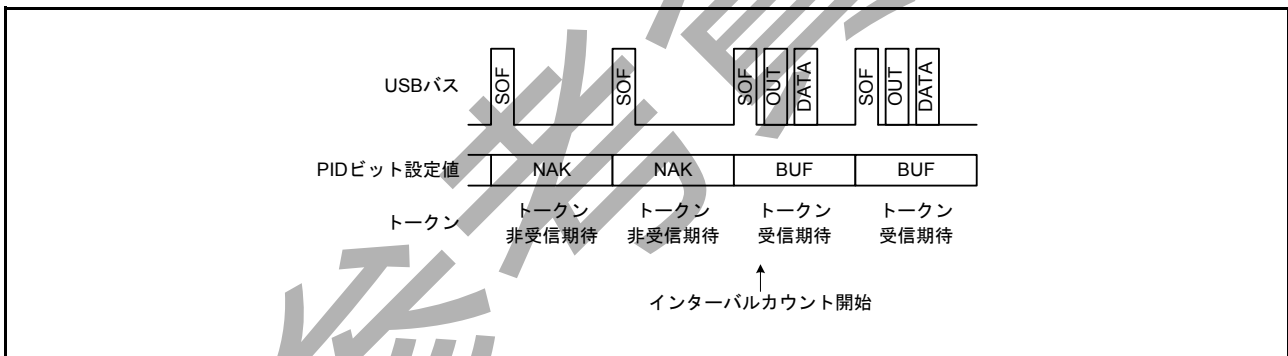 USBバス
SOF
SOF
SOF
OUT
DATA
SOF
OUT
DATA
PIDビット設定値
NAK
NAK
BUF
BUF
トークン
トークン
非受信期待
トークン
非受信期待
トークン
受信期待
トークン
受信期待
インターバルカウント開始